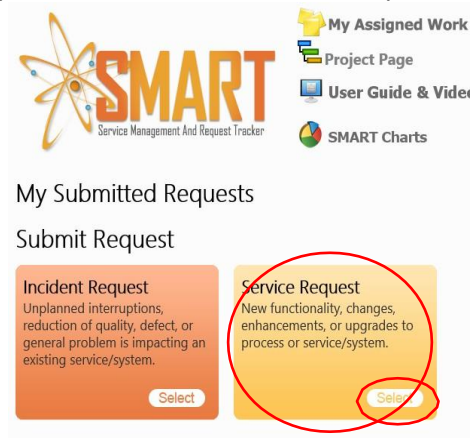 My Assigned Work
Project Page
User Guide & Video
SMART Charts
SMART
Service Management And Request Tracker
My Submitted Requests
Submit Request
Incident Request
Unplanned interruptions,
reduction of quality, defect, or
general problem is impacting an
existing service/system.
Select
Service Request
New functionality, changes,
enhancements, or upgrades to
process or service/system.
Select